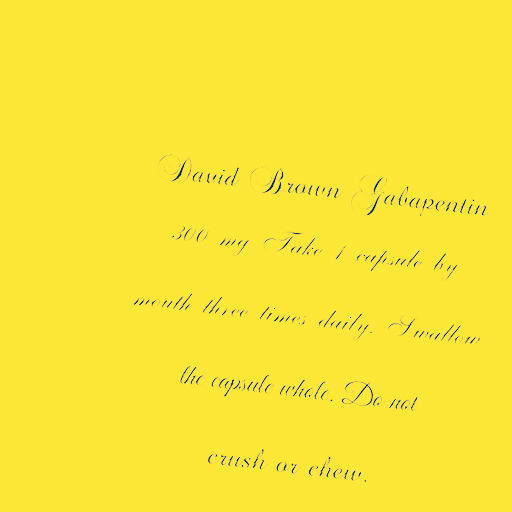 David Brown Gabapentin
300 mg Take 1 capsule by
mouth three times daily. Swallow
the capsule whole. Do not
crush or chew.